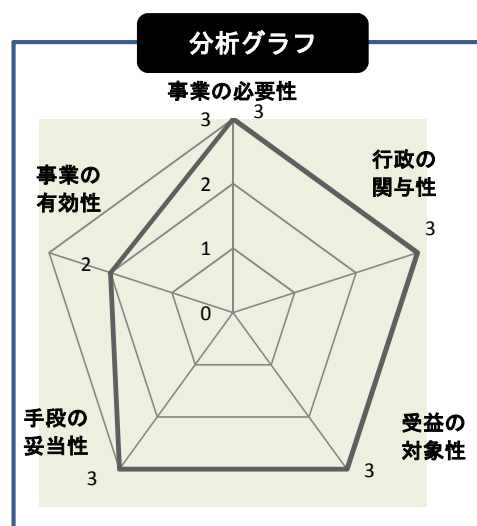 分析グラフ
事業の必要性
3
3
行政の
関与性
3
事業の
有効性
2
2
1
0
手段の
妥当性
3
受益の
対象性
3